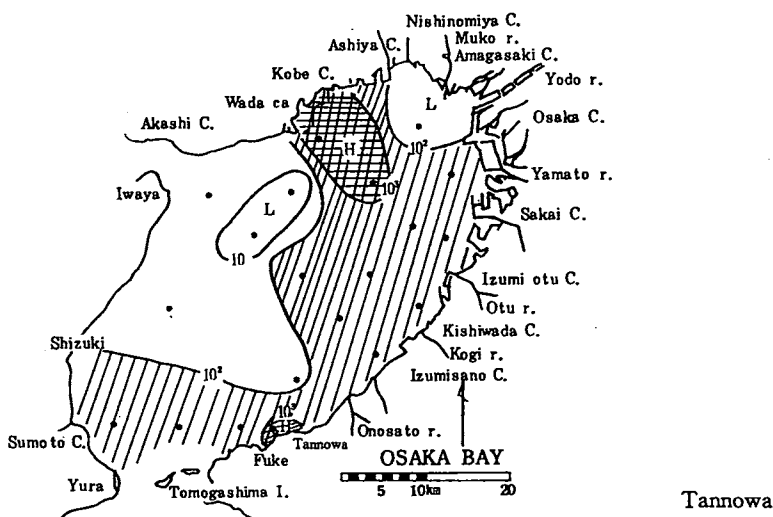 Nishinomiya C.
Ashiya C.
Muko r.
Amagasaki C.
Kobe C.
Yodo r.
Wada ca
L
Osaka C.
Akashi C.
H
10²
Yamato r.
Iwaya
10³
L
Sakai C.
10
Izumi otu C.
Otu r.
Kishiwada C.
Shizuki
Kogi r.
10²
Izumisano C.
10³
H
Onosato r.
Sumoto C.
Tannowa
Fuke
OSAKA BAY
Yura
Tomogashima I.
5 10km 20
Tannowa